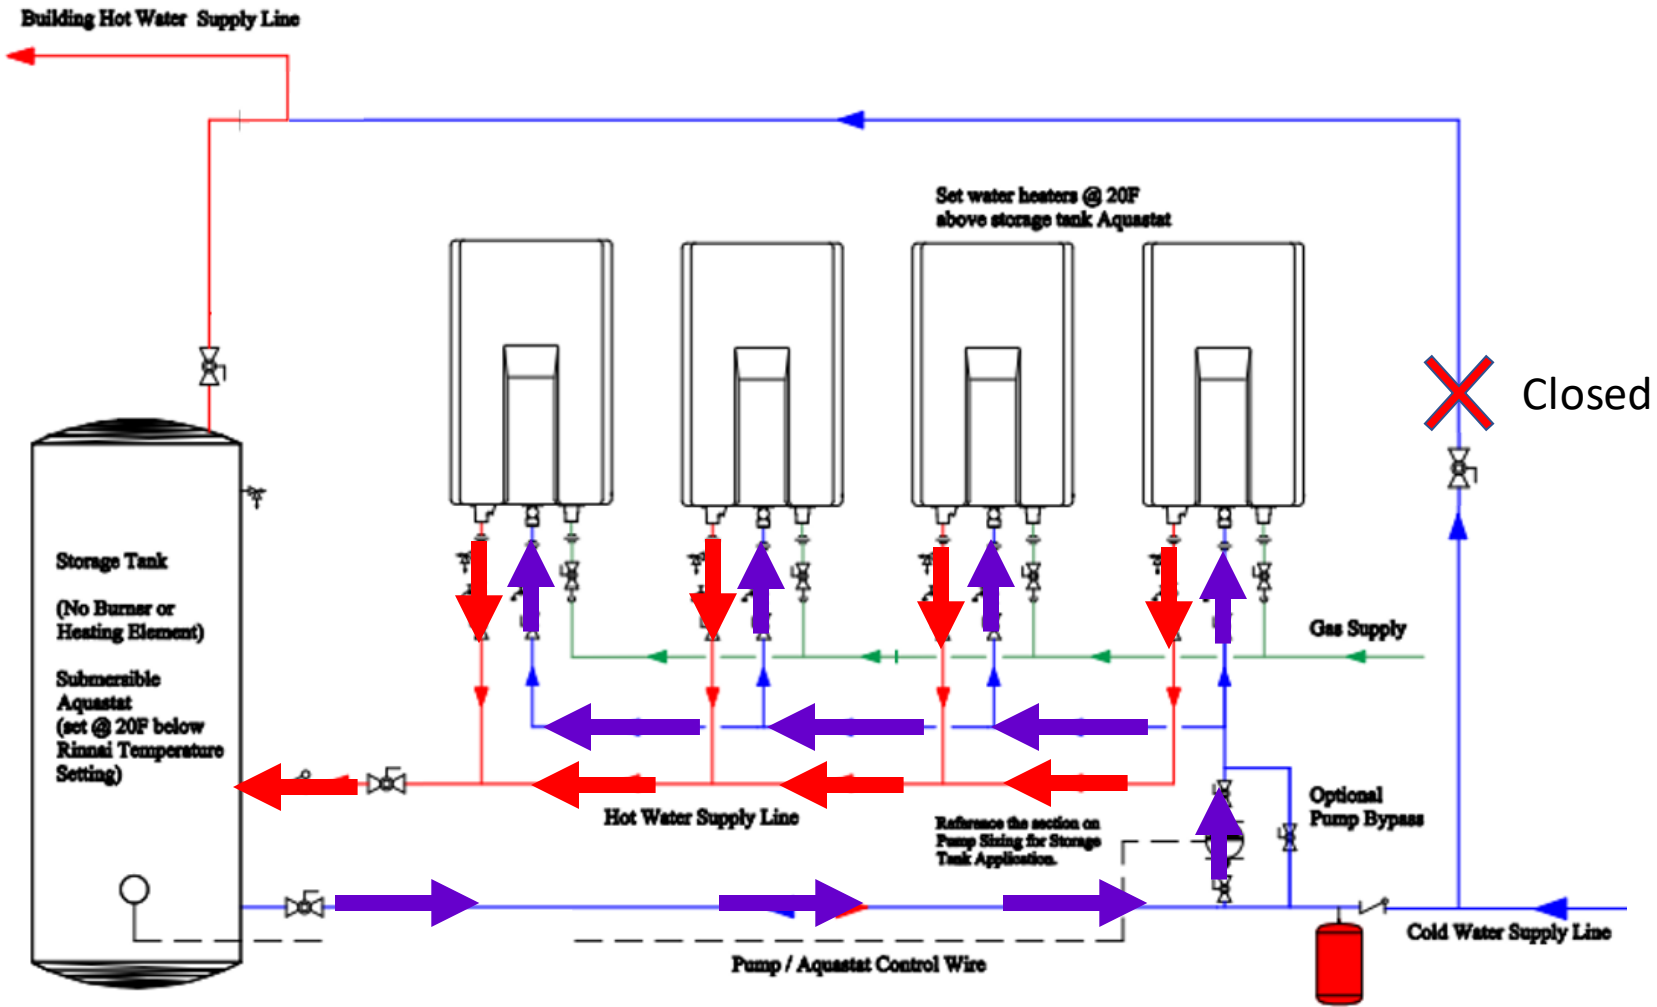 Building Hot Water Supply Line
Set water heaters @ 20F
above storage tank Aquastat
Closed
Storage Tank
(No Burner or
Heating Element)
Submersible
Aquastat
(set @ 20F below
Rinnai Temperature
Setting)
Gas Supply
Hot Water Supply Line
Reference the section on
Pump Sizing for Storage
Tank Application.
Optional
Pump Bypass
Cold Water Supply Line
Pump / Aquastat Control Wire